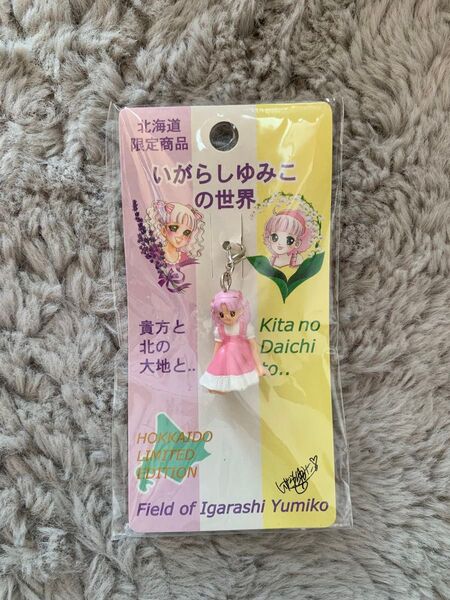 北海道
限定商品
いがらしゆみこ
の世界
貴方と
北の
大地と..
Kita no
Daichi
to..
HOKKAIDO
LIMITED
EDITION
Field of Igarashi Yumiko